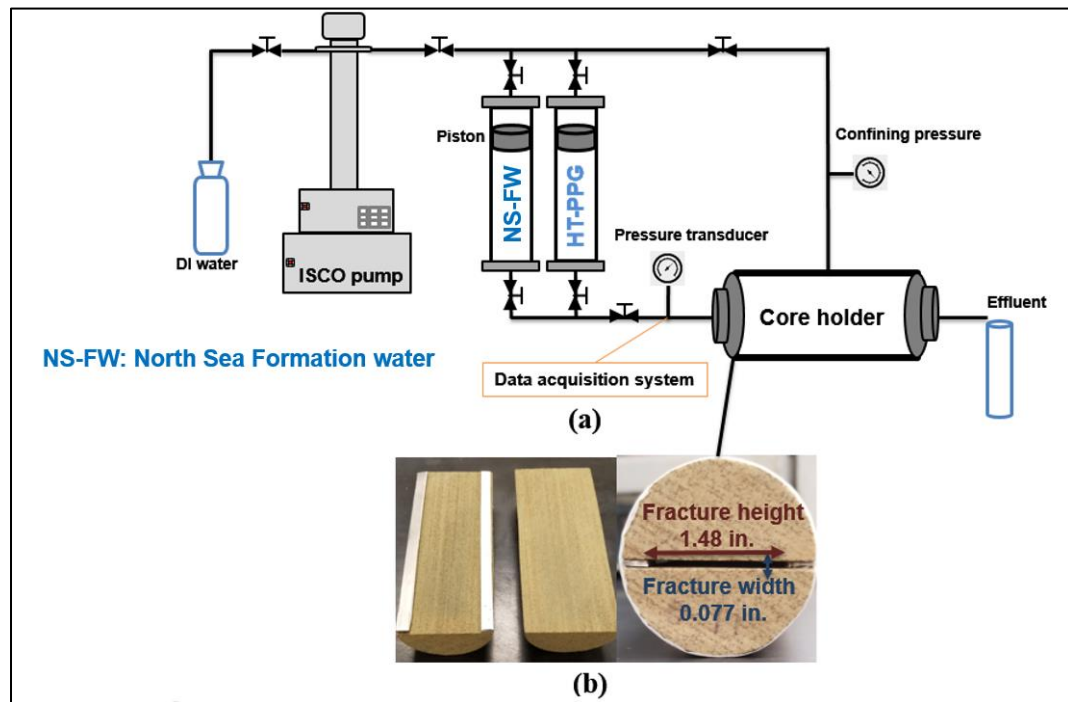 Piston
NS-FW
HT-PPG
Confining pressure
Pressure transducer
DI water
ISCO pump
Core holder
Effluent
NS-FW: North Sea Formation water
Data acquisition system
(a)
Fracture height
1.48 in.
Fracture width
0.077 in.
(b)